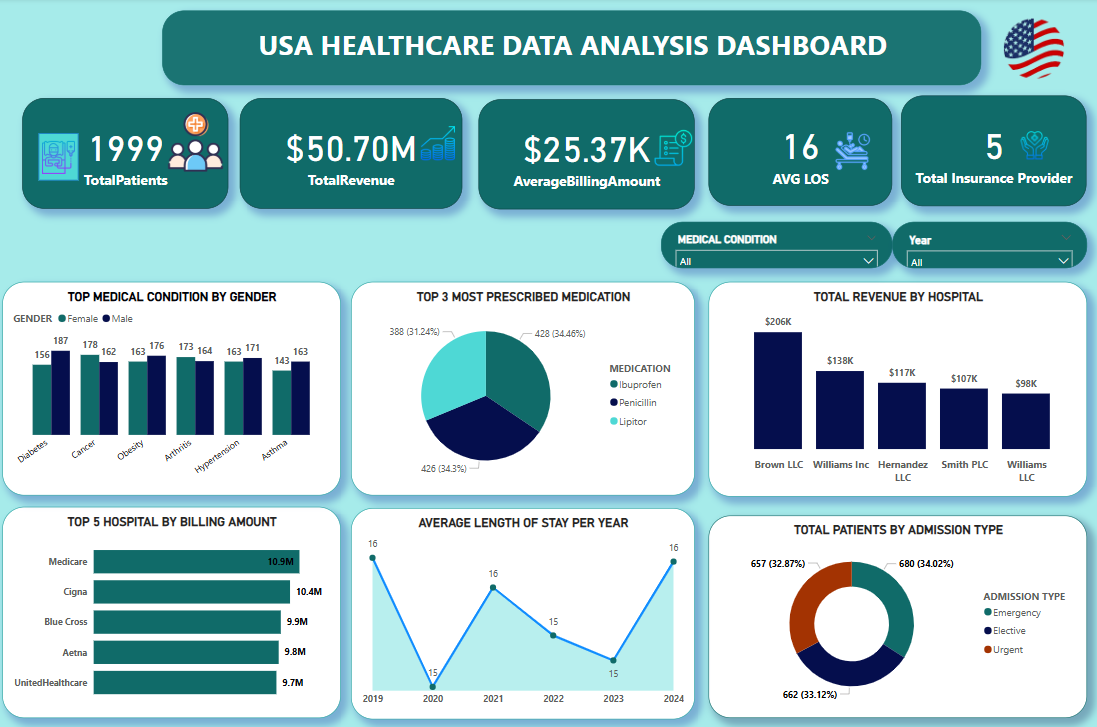 USA HEALTHCARE DATA ANALYSIS DASHBOARD
1999
TotalPatients
$50.70M
TotalRevenue
$25.37K
AverageBillingAmount
16
AVG LOS
5
Total Insurance Provider
MEDICAL CONDITION
All
Year
All
TOP MEDICAL CONDITION BY GENDER
GENDER Female Male
156 187 178 162 163 176 173 164 163 171 143 163
Diabetes Cancer Obesity Arthritis Hypertension Asthma
TOP 3 MOST PRESCRIBED MEDICATION
388 (31.24%)
428 (34.46%)
426 (34.3%)
MEDICATION
Ibuprofen
Penicillin
Lipitor
TOTAL REVENUE BY HOSPITAL
$206K
$138K
$117K
$107K
$98K
Brown LLC Williams Inc Hernandez Smith PLC Williams
LLC LLC
TOP 5 HOSPITAL BY BILLING AMOUNT
Medicare 10.9M
Cigna 10.4M
Blue Cross 9.9M
Aetna 9.8M
UnitedHealthcare 9.7M
AVERAGE LENGTH OF STAY PER YEAR
16 15 16 15 15 16
2019 2020 2021 2022 2023 2024
TOTAL PATIENTS BY ADMISSION TYPE
657 (32.87%)
680 (34.02%)
662 (33.12%)
ADMISSION TYPE
Emergency
Elective
Urgent